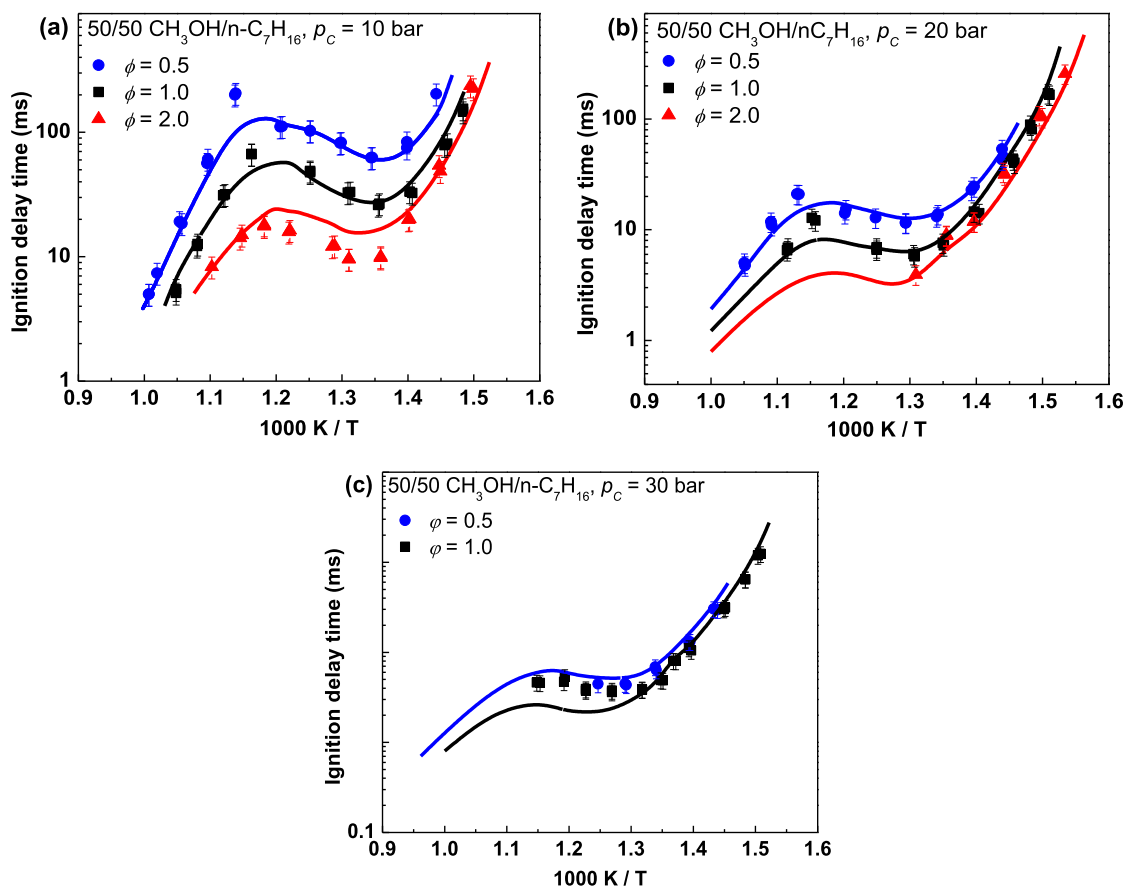 (a) 50/50 CH₃OH/n-C₇H₁₆, p_C = 10 bar
ϕ = 0.5
ϕ = 1.0
ϕ = 2.0
Ignition delay time (ms)
100
10
1
0.9 1.0 1.1 1.2 1.3 1.4 1.5 1.6
1000 K / T
(b) 50/50 CH₃OH/nC₇H₁₆, p_C = 20 bar
ϕ = 0.5
ϕ = 1.0
ϕ = 2.0
Ignition delay time (ms)
100
10
1
0.9 1.0 1.1 1.2 1.3 1.4 1.5 1.6
1000 K / T
(c) 50/50 CH₃OH/n-C₇H₁₆, p_C = 30 bar
φ = 0.5
φ = 1.0
Ignition delay time (ms)
0.1
0.9 1.0 1.1 1.2 1.3 1.4 1.5 1.6
1000 K / T